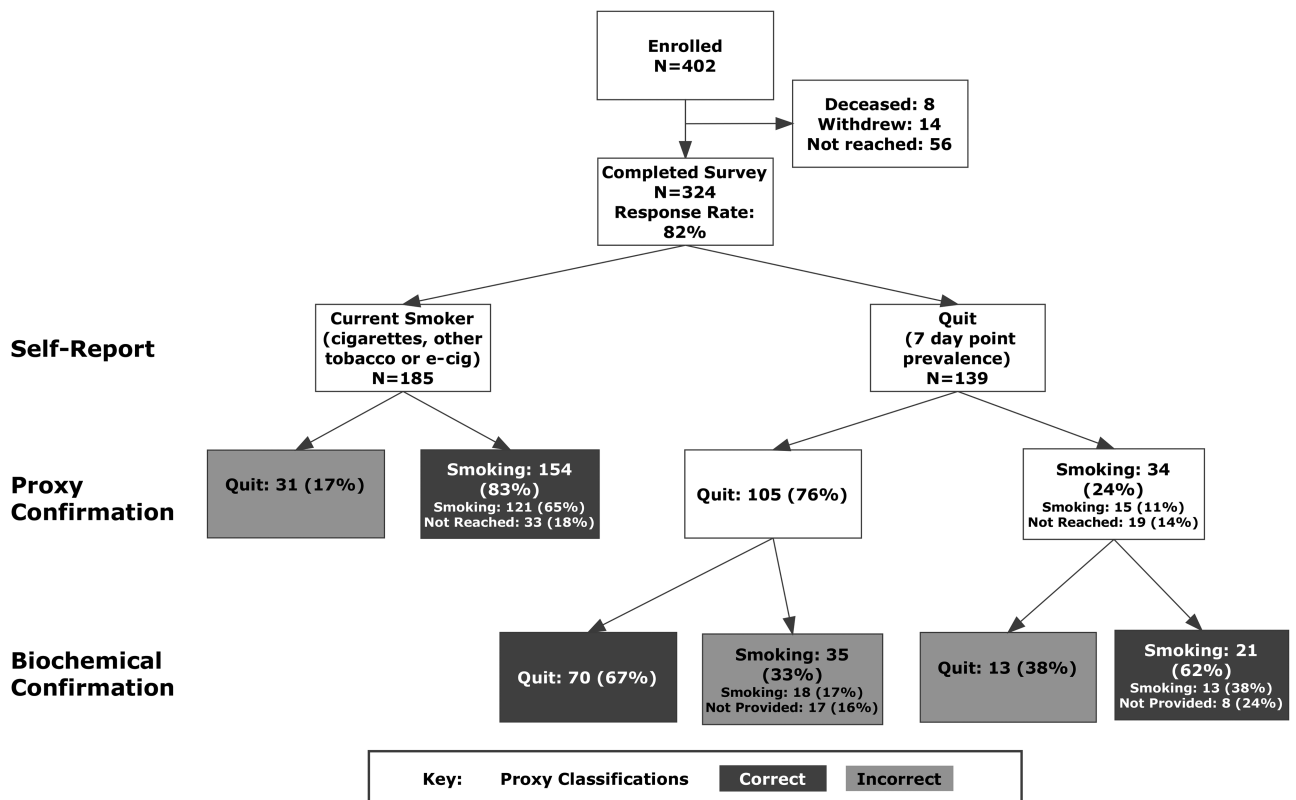 Enrolled
N=402
Deceased: 8
Withdrew: 14
Not reached: 56
Completed Survey
N=324
Response Rate:
82%
Self-Report
Current Smoker
(cigarettes, other
tobacco or e-cig)
N=185
Quit
(7 day point
prevalence)
N=139
Proxy
Confirmation
Quit: 31 (17%)
Smoking: 154
(83%)
Smoking: 121 (65%)
Not Reached: 33 (18%)
Quit: 105 (76%)
Smoking: 34
(24%)
Smoking: 15 (11%)
Not Reached: 19 (14%)
Biochemical
Confirmation
Quit: 70 (67%)
Smoking: 35
(33%)
Smoking: 18 (17%)
Not Provided: 17 (16%)
Quit: 13 (38%)
Smoking: 21
(62%)
Smoking: 13 (38%)
Not Provided: 8 (24%)
Key: Proxy Classifications Correct Incorrect